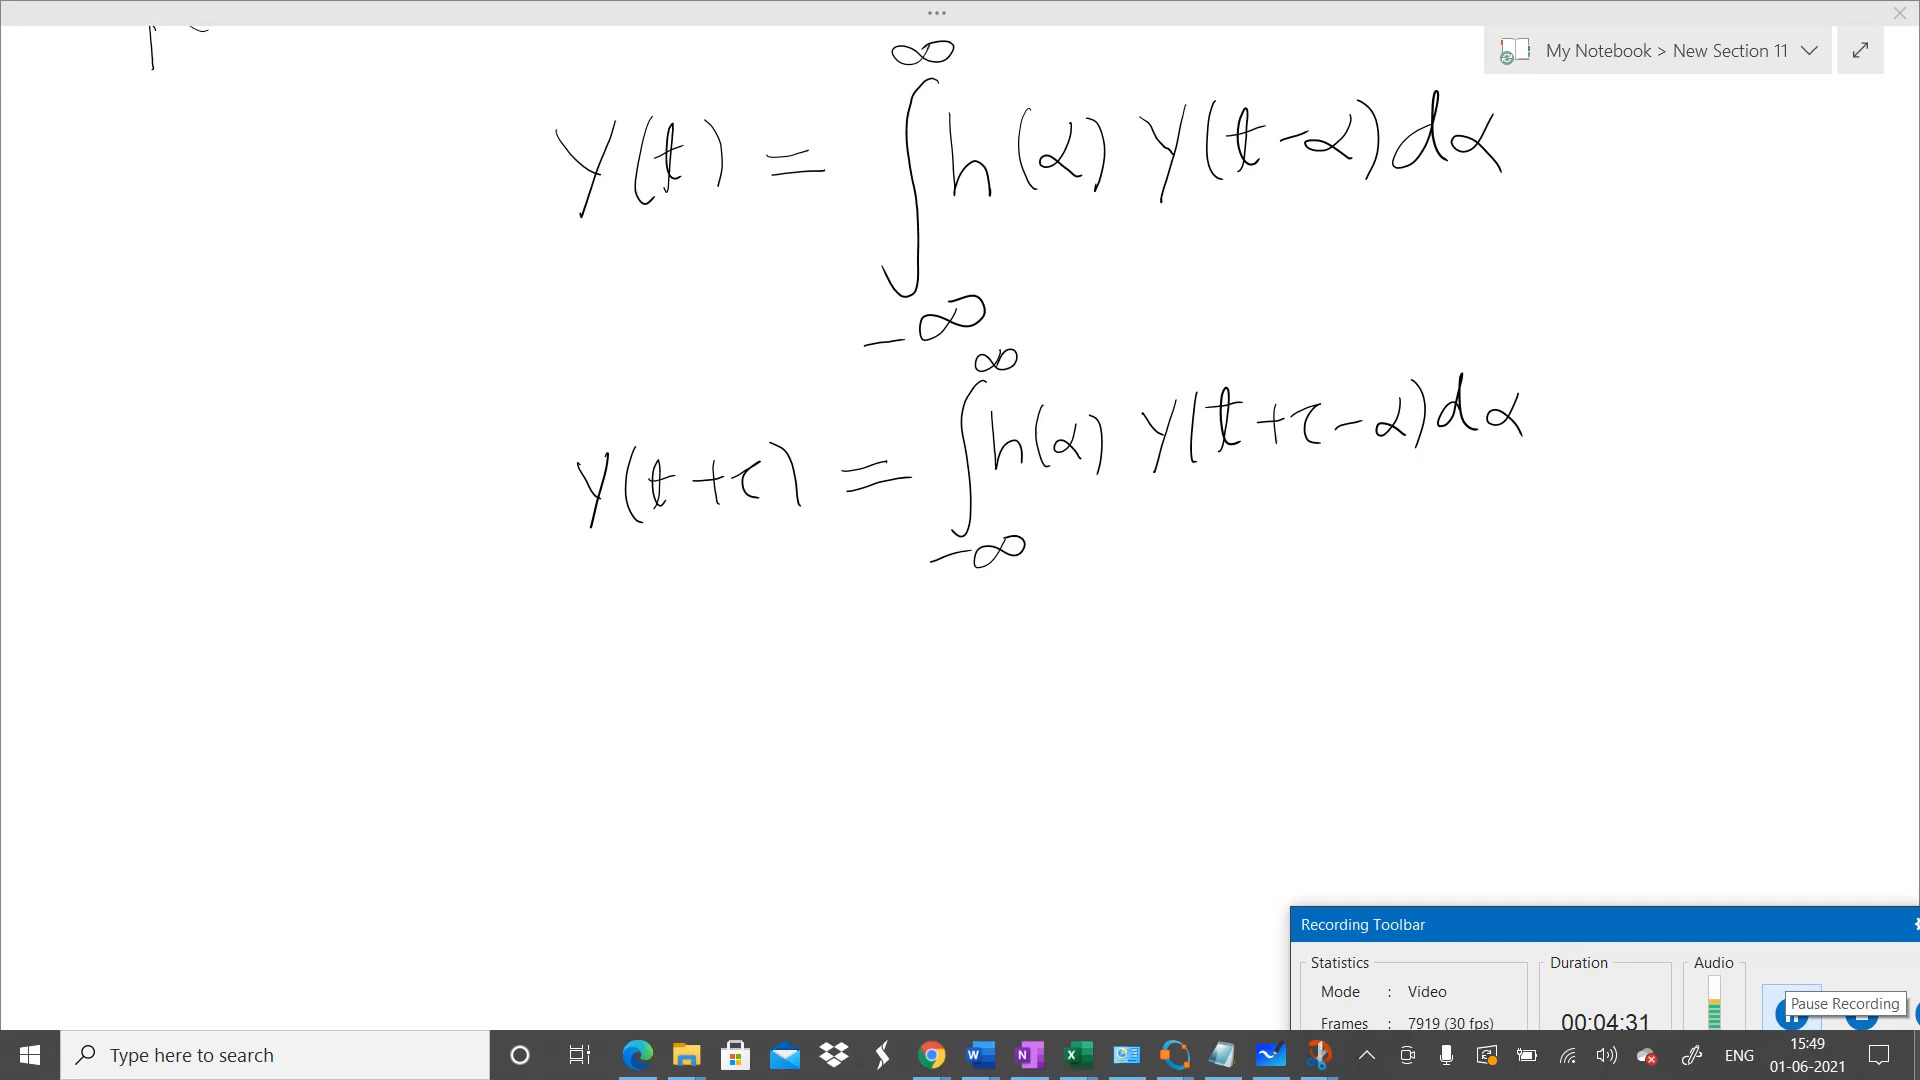 My Notebook > New Section 11
∞
Y(t) = ∫ h(α) Y(t-α)dα
-∞
∞
Y(t+τ) = ∫ h(α) Y(t+τ-α)dα
-∞
Recording Toolbar
Statistics Duration Audio
Mode : Video
Pause Recording
Frames : 7919 (30 fps) 00:04:31
Type here to search
ENG
15:49
01-06-2021